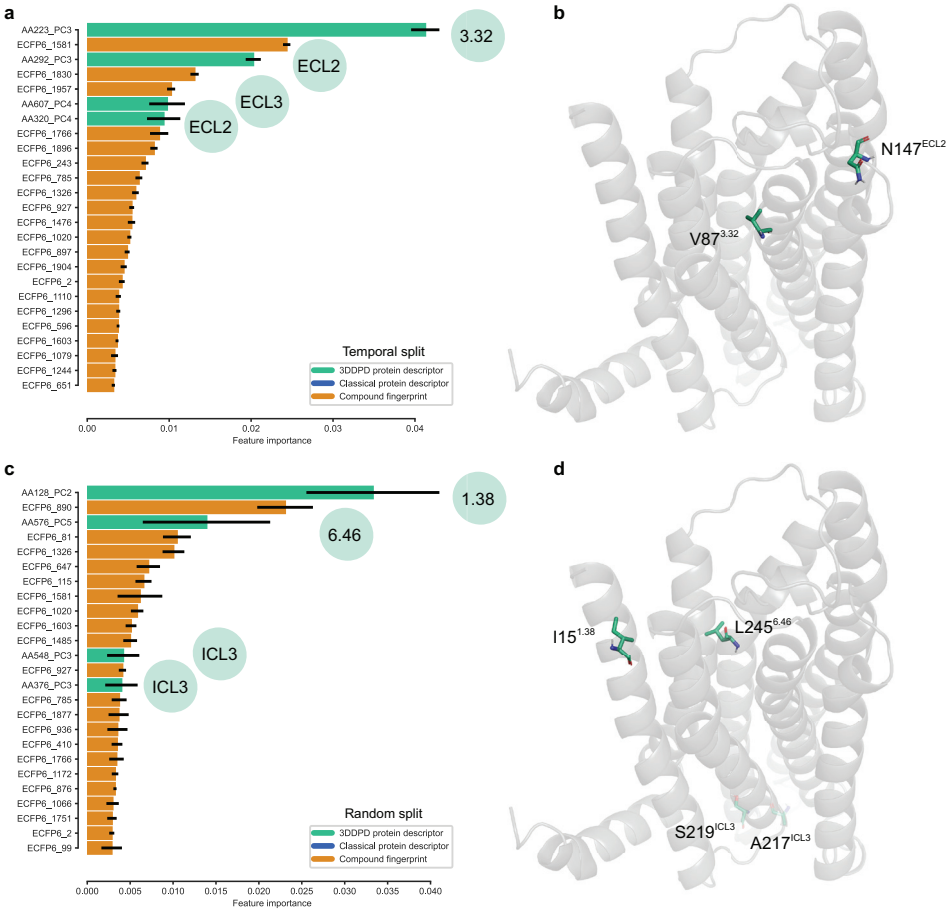 a
AA223_PC3
ECFP6_1581
AA292_PC3
ECFP6_1830
ECFP6_1957
AA607_PC4
AA320_PC4
ECFP6_1766
ECFP6_1896
ECFP6_243
ECFP6_785
ECFP6_1326
ECFP6_927
ECFP6_1476
ECFP6_1020
ECFP6_897
ECFP6_1904
ECFP6_2
ECFP6_1110
ECFP6_1296
ECFP6_596
ECFP6_1603
ECFP6_1079
ECFP6_1244
ECFP6_651
3.32
ECL2
ECL3
ECL2
Temporal split
3DDPD protein descriptor
Classical protein descriptor
Compound fingerprint
0.00 0.01 0.02 0.03 0.04
Feature importance
b
N147ECL2
V873.32
c
AA128_PC2
ECFP6_890
AA576_PC5
ECFP6_81
ECFP6_1326
ECFP6_647
ECFP6_115
ECFP6_1581
ECFP6_1020
ECFP6_1603
ECFP6_1485
AA548_PC3
ECFP6_927
AA376_PC3
ECFP6_785
ECFP6_1877
ECFP6_936
ECFP6_410
ECFP6_1766
ECFP6_1172
ECFP6_876
ECFP6_1066
ECFP6_1751
ECFP6_2
ECFP6_99
1.38
6.46
ICL3
ICL3
Random split
3DDPD protein descriptor
Classical protein descriptor
Compound fingerprint
0.000 0.005 0.010 0.015 0.020 0.025 0.030 0.035 0.040
Feature importance
d
I151.38
L2456.46
S219ICL3
A217ICL3